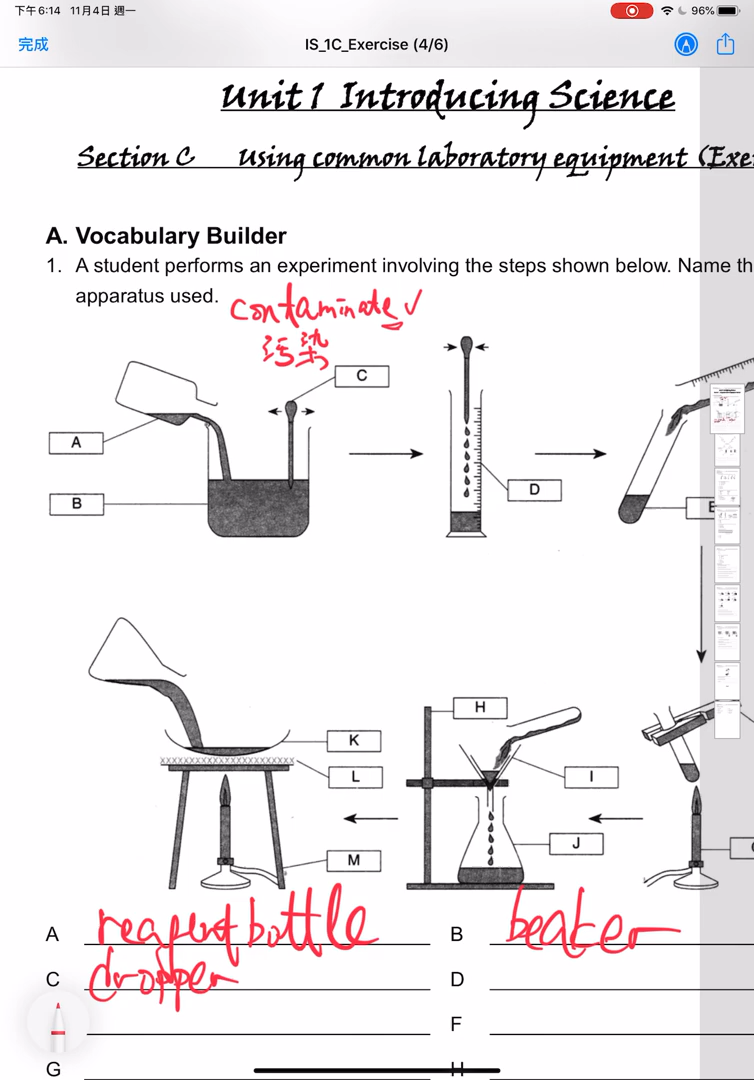 下午6:14 11月4日 週一
96%
完成
IS_1C_Exercise (4/6)
Unit 1 Introducing Science
Section C Using common laboratory equipment (Exe
A. Vocabulary Builder
1. A student performs an experiment involving the steps shown below. Name th
apparatus used.
contaminate ✓
污染
C
A
B
D
E
H
K
I
L
J
M
A reagent bottle B beaker
C dropper D
F
G H